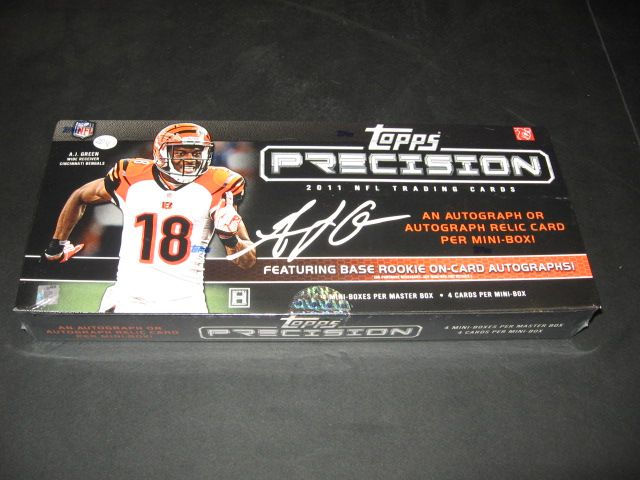 NFL
A.J. GREEN
WIDE RECEIVER
CINCINNATI BENGALS
18
18
Topps
PRECISION
2011 NFL TRADING CARDS
AN AUTOGRAPH OR
AUTOGRAPH RELIC CARD
PER MINI-BOX!
FEATURING BASE ROOKIE ON-CARD AUTOGRAPHS!
MINI-BOXES PER MASTER BOX • 4 CARDS PER MINI-BOX
H
AN AUTOGRAPH OR
AUTOGRAPH RELIC CARD
PER MINI-BOX!
Topps
PRECISION
4 MINI-BOXES PER MASTER BOX
4 CARDS PER MINI-BOX